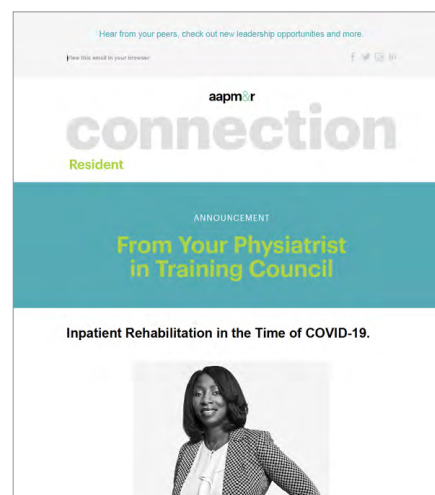 Hear from your peers, check out new leadership opportunities and more.
View this email in your browser
aapm&r
connection
Resident
ANNOUNCEMENT
From Your Physiatrist
in Training Council
Inpatient Rehabilitation in the Time of COVID-19.